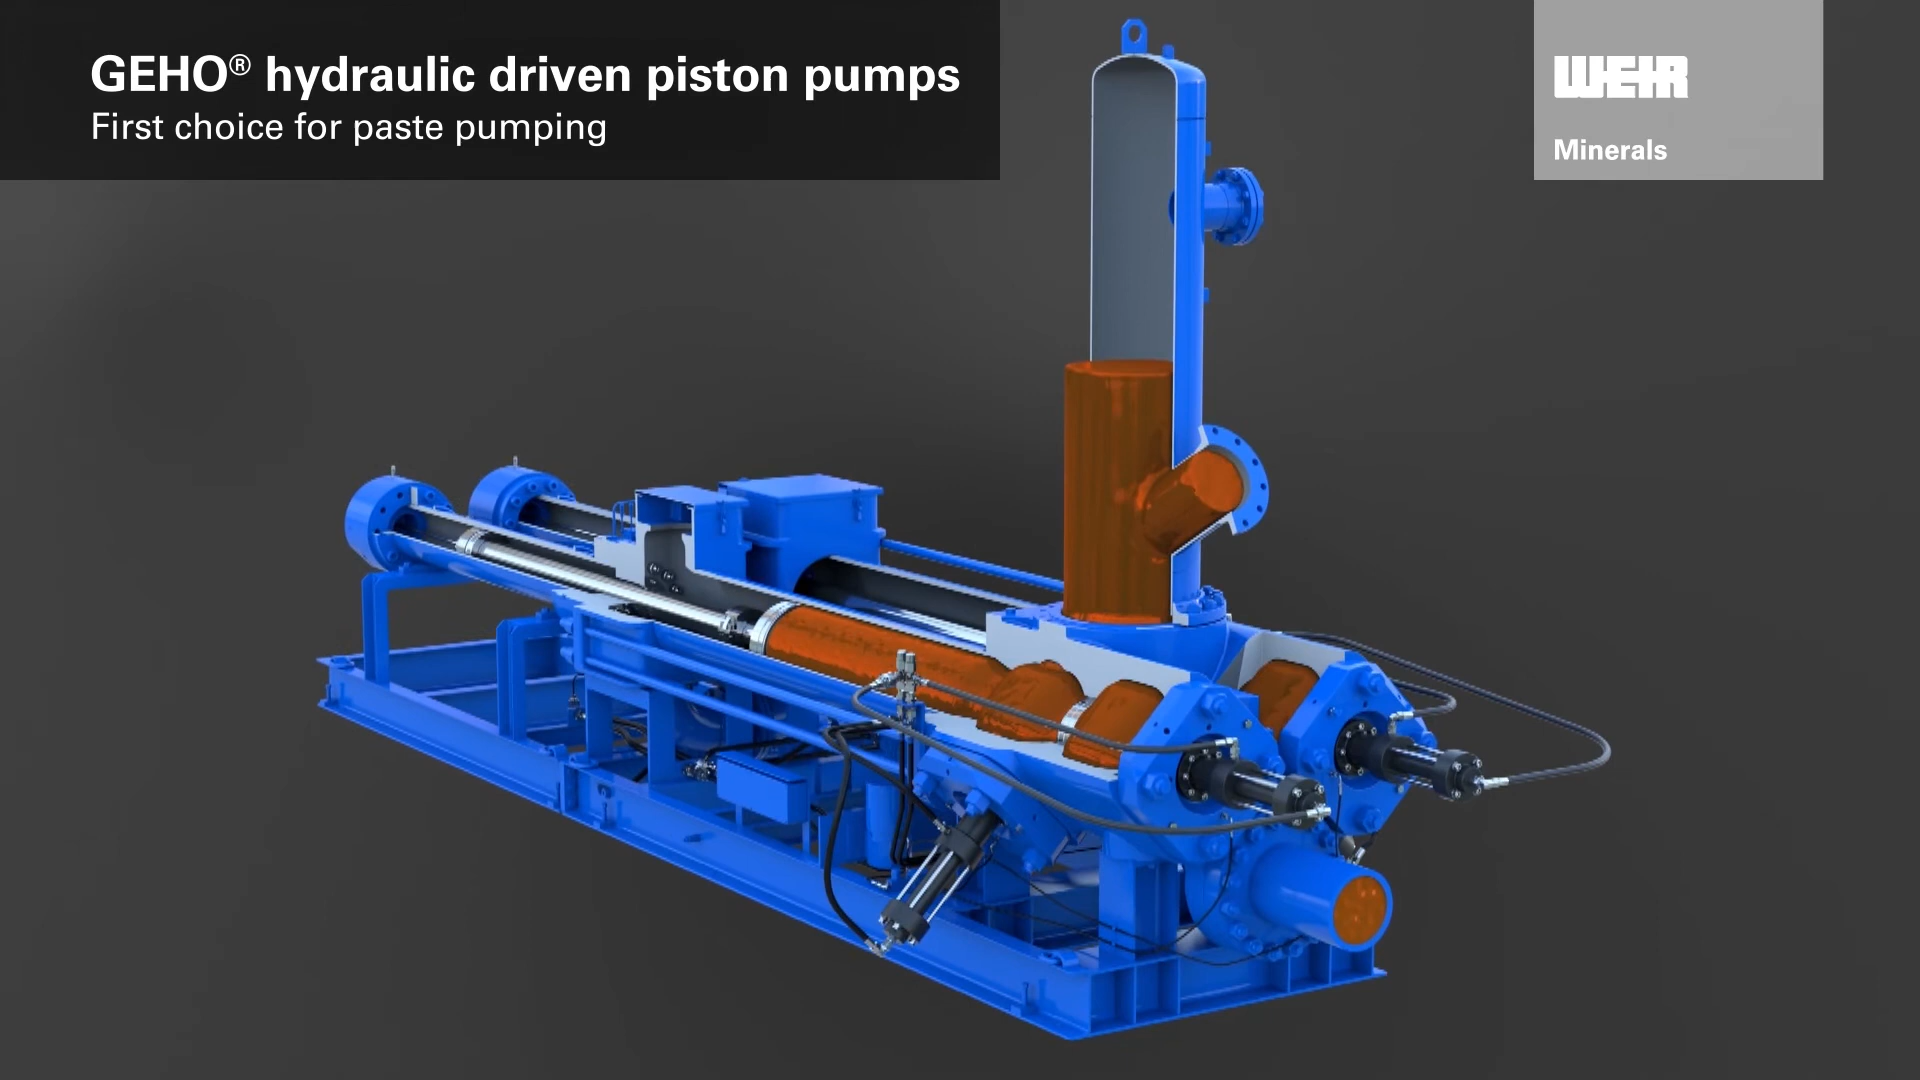 GEHO® hydraulic driven piston pumps
First choice for paste pumping
WEIR
Minerals